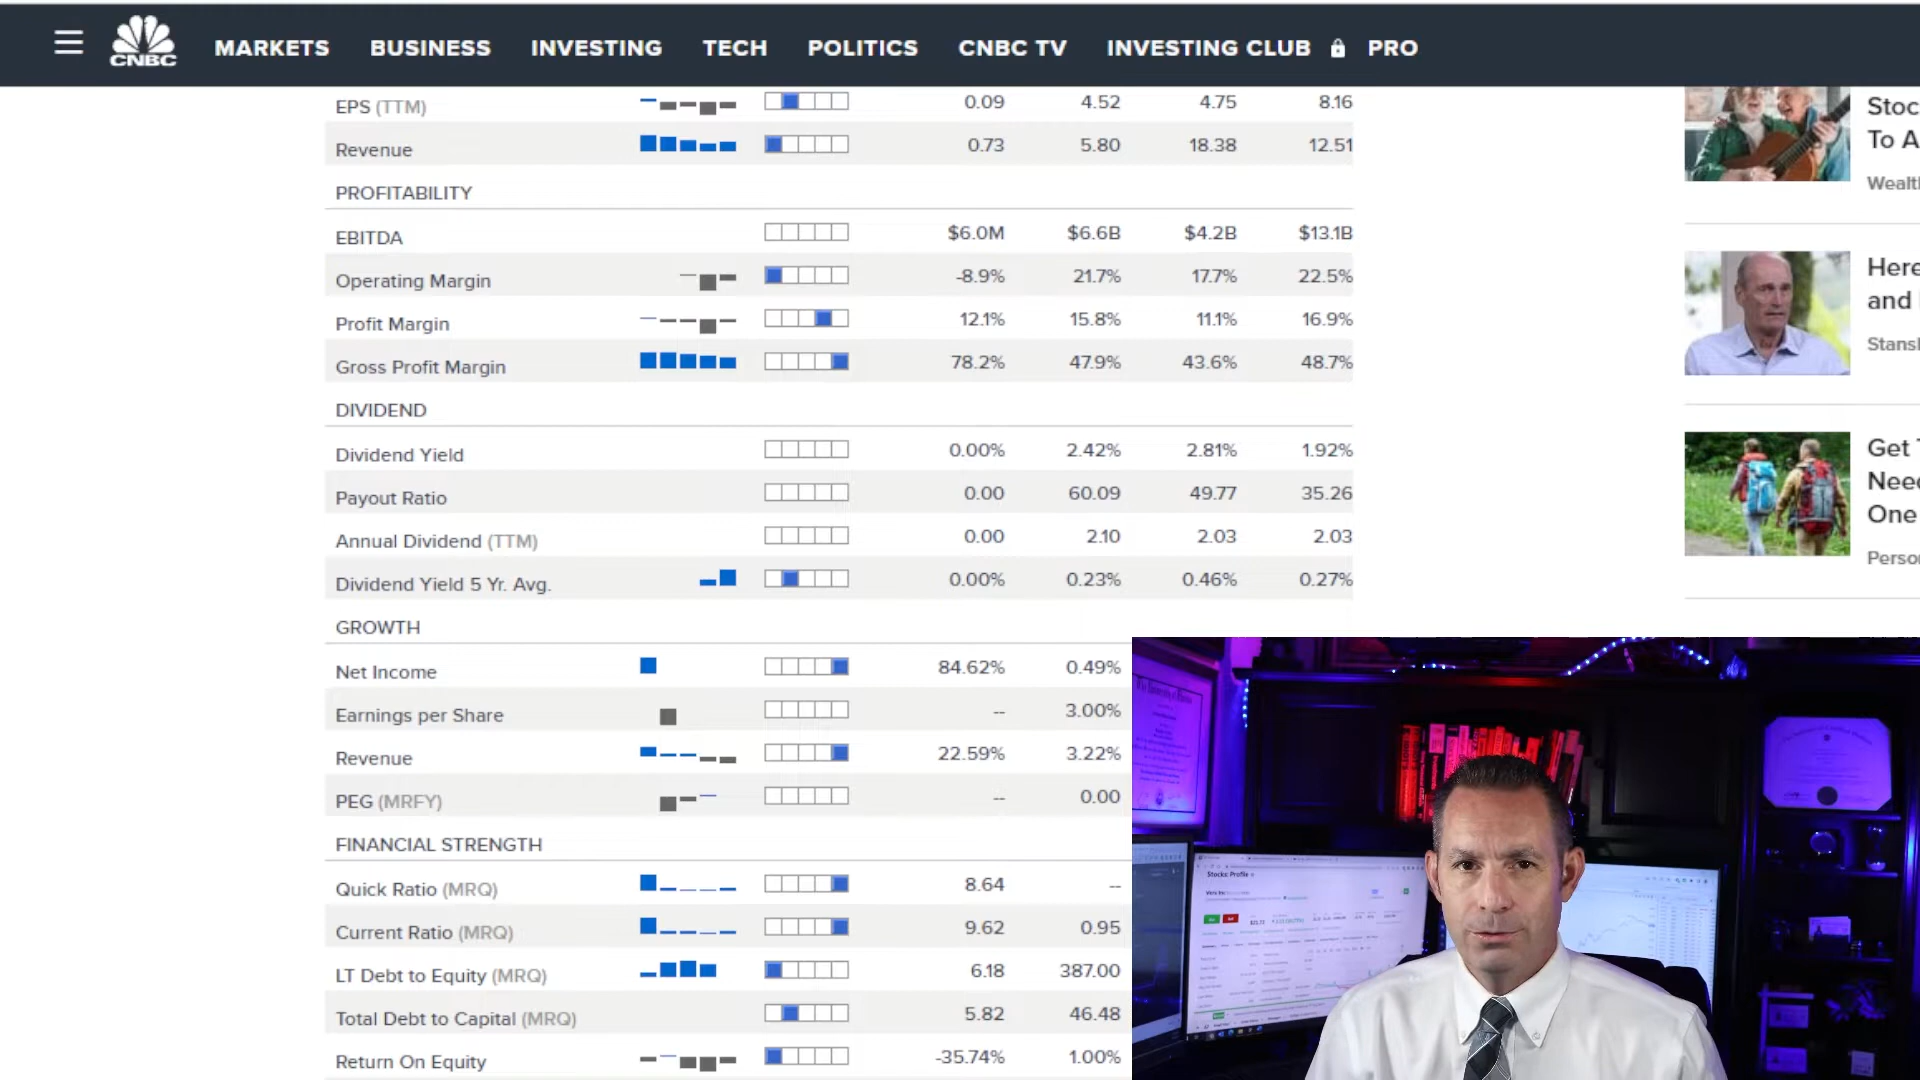 CNBC MARKETS BUSINESS INVESTING TECH POLITICS CNBC TV INVESTING CLUB PRO
EPS (TTM) 0.09 4.52 4.75 8.16
Revenue 0.73 5.80 18.38 12.51
PROFITABILITY
EBITDA $6.0M $6.6B $4.2B $13.1B
Operating Margin -8.9% 21.7% 17.7% 22.5%
Profit Margin 12.1% 15.8% 11.1% 16.9%
Gross Profit Margin 78.2% 47.9% 43.6% 48.7%
DIVIDEND
Dividend Yield 0.00% 2.42% 2.81% 1.92%
Payout Ratio 0.00 60.09 49.77 35.26
Annual Dividend (TTM) 0.00 2.10 2.03 2.03
Dividend Yield 5 Yr. Avg. 0.00% 0.23% 0.46% 0.27%
GROWTH
Net Income 84.62% 0.49%
Earnings per Share -- 3.00%
Revenue 22.59% 3.22%
PEG (MRFY) -- 0.00
FINANCIAL STRENGTH
Quick Ratio (MRQ) 8.64 --
Current Ratio (MRQ) 9.62 0.95
LT Debt to Equity (MRQ) 6.18 387.00
Total Debt to Capital (MRQ) 5.82 46.48
Return On Equity -35.74% 1.00%
Stoc
To A
Wealt
Here
and
Stans
Get
Need
One
Perso
Stocks: Profile